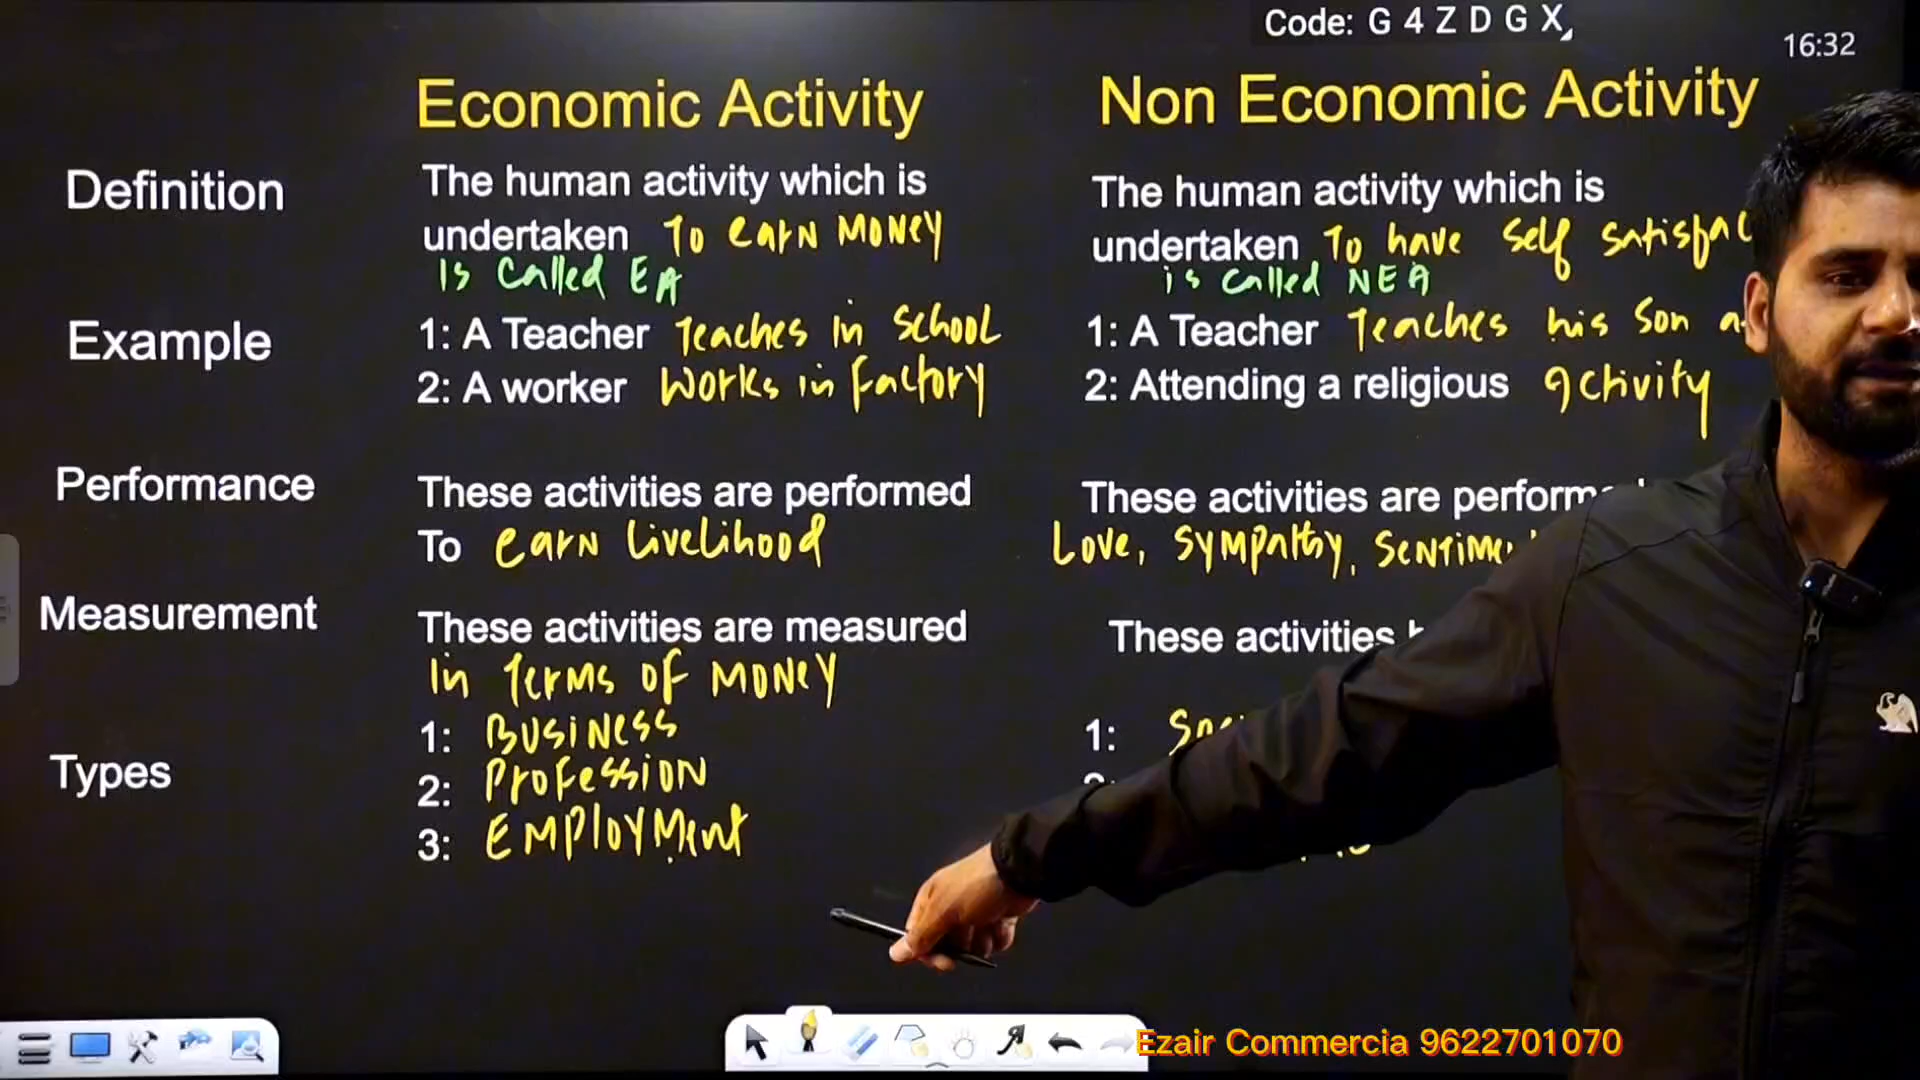 Code: G 4 Z D G X
16:32
Economic Activity
Non Economic Activity
Definition
The human activity which is
undertaken To earn money
is called EA
The human activity which is
undertaken To have self
is called NEA
Example
1: A Teacher Teaches in school
2: A worker works in factory
1: A Teacher Teaches his son
2: Attending a religious activity
Performance
These activities are performed
To earn livelihood
These activities are
Love, sympathy,
Measurement
These activities are measured
in terms of money
These activities
Types
1: Business
2: Profession
3: Employment
1:
Ezair Commercia 9622701070